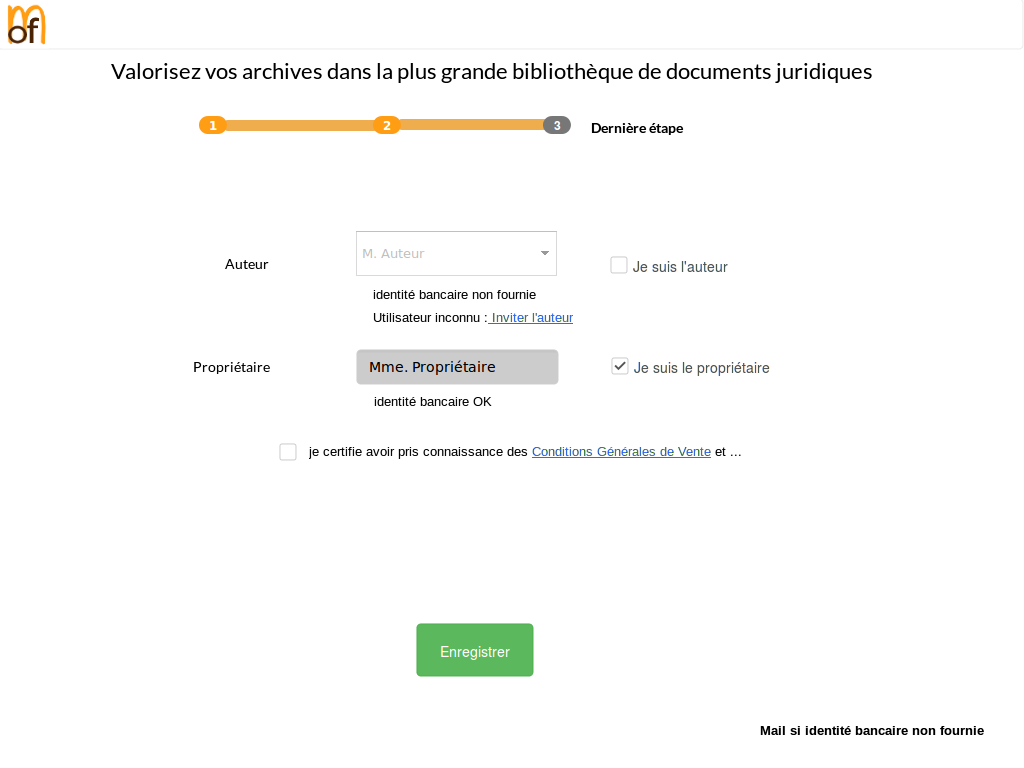 mof
Valorisez vos archives dans la plus grande bibliothèque de documents juridiques
1 2 3 Dernière étape
Auteur M. Auteur Je suis l'auteur
identité bancaire non fournie
Utilisateur inconnu : Inviter l'auteur
Propriétaire Mme. Propriétaire Je suis le propriétaire
identité bancaire OK
je certifie avoir pris connaissance des Conditions Générales de Vente et ...
Enregistrer
Mail si identité bancaire non fournie